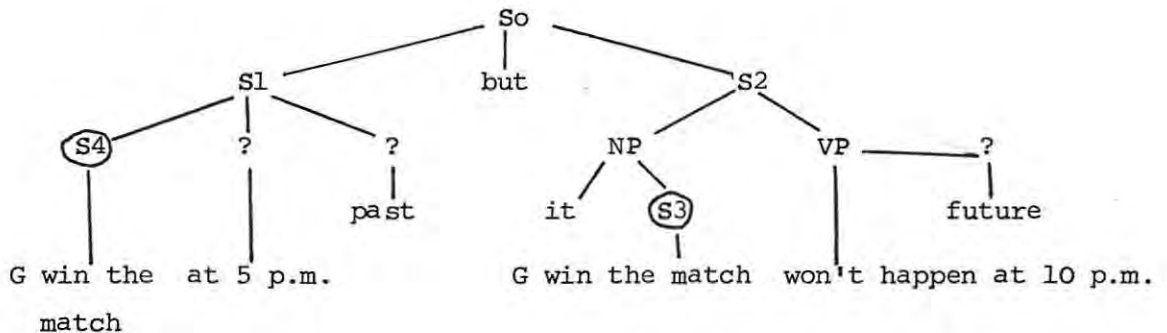 So
S1 but S2
S4 ? ? NP VP ?
past it S3 future
G win the at 5 p.m. G win the match won't happen at 10 p.m.
match